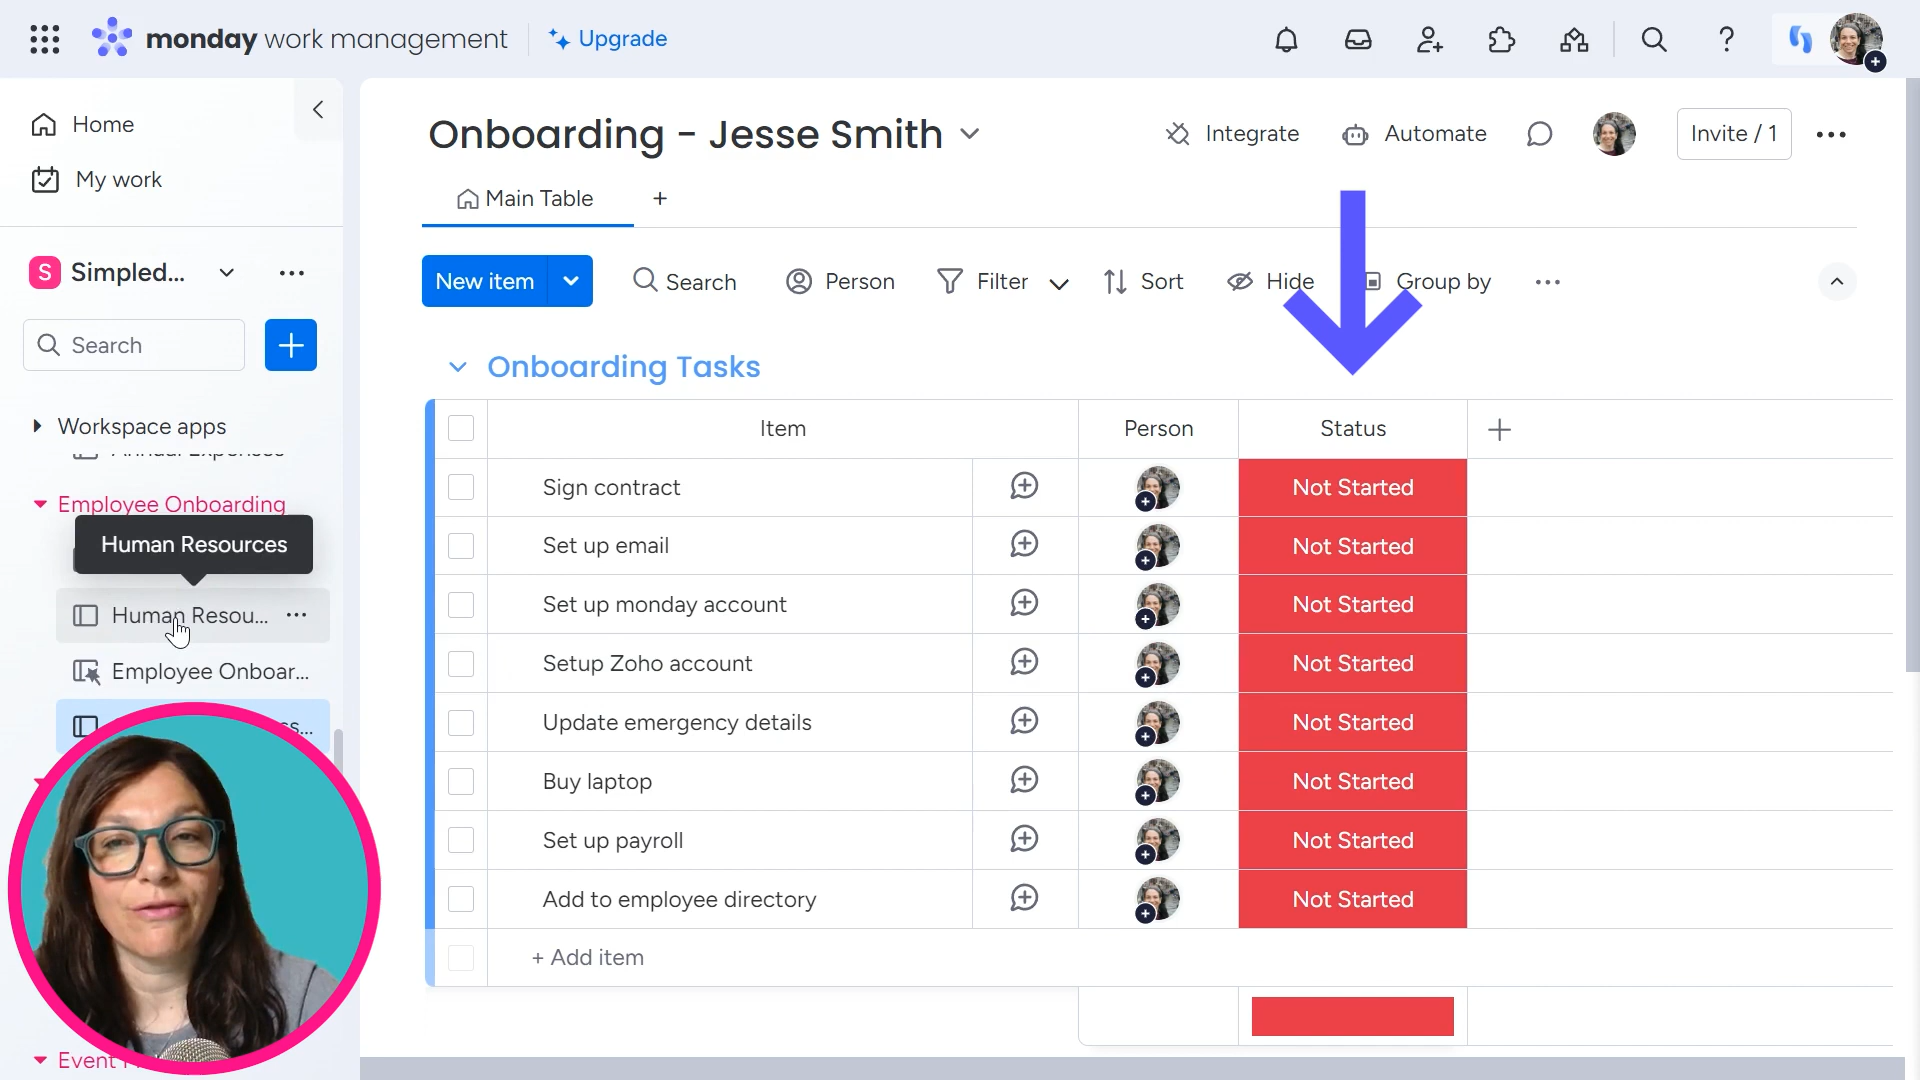 monday work management
Upgrade
Home
My work
S Simpled...
Search
Workspace apps
Annual Expenses
Employee Onboarding
Human Resources
Human Resou...
Employee Onboar...
Event
Onboarding - Jesse Smith
Integrate
Automate
Invite / 1
Main Table
New item
Search
Person
Filter
Sort
Hide
Group by
Onboarding Tasks
Item Person Status
Sign contract Not Started
Set up email Not Started
Set up monday account Not Started
Setup Zoho account Not Started
Update emergency details Not Started
Buy laptop Not Started
Set up payroll Not Started
Add to employee directory Not Started
+ Add item